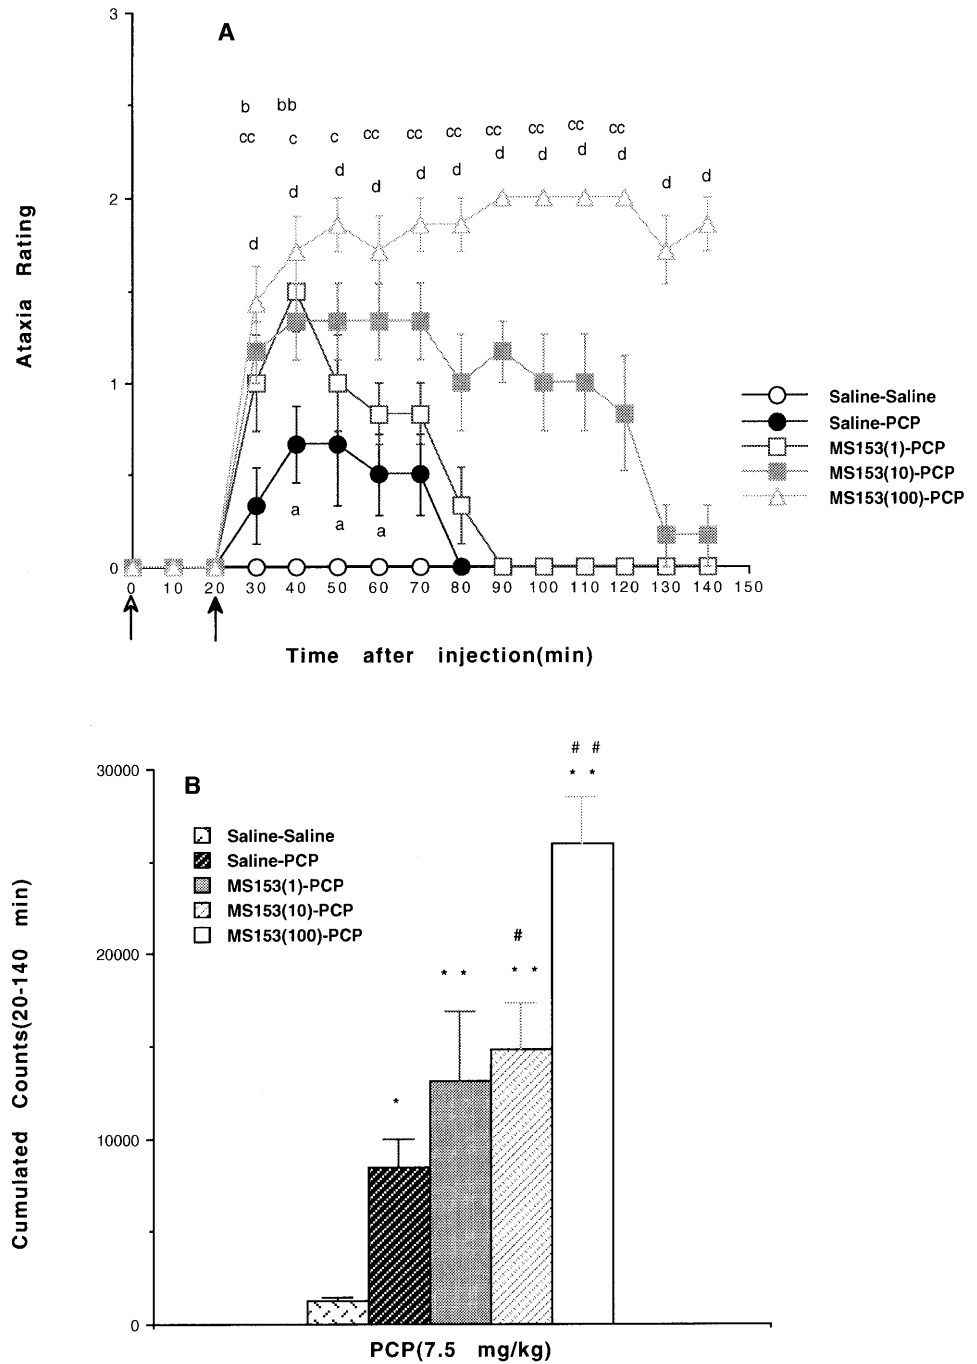 A
3
2
1
0
Ataxia Rating
b bb
cc c c cc cc cc cc cc cc cc
d d d d d d d d d d d d
a a a
0 10 20 30 40 50 60 70 80 90 100 110 120 130 140 150
Time after injection(min)
Saline-Saline
Saline-PCP
MS153(1)-PCP
MS153(10)-PCP
MS153(100)-PCP
B
30000
20000
10000
0
Cumulated Counts(20-140 min)
Saline-Saline
Saline-PCP
MS153(1)-PCP
MS153(10)-PCP
MS153(100)-PCP
# #
* *
#
* * * *
*
PCP(7.5 mg/kg)